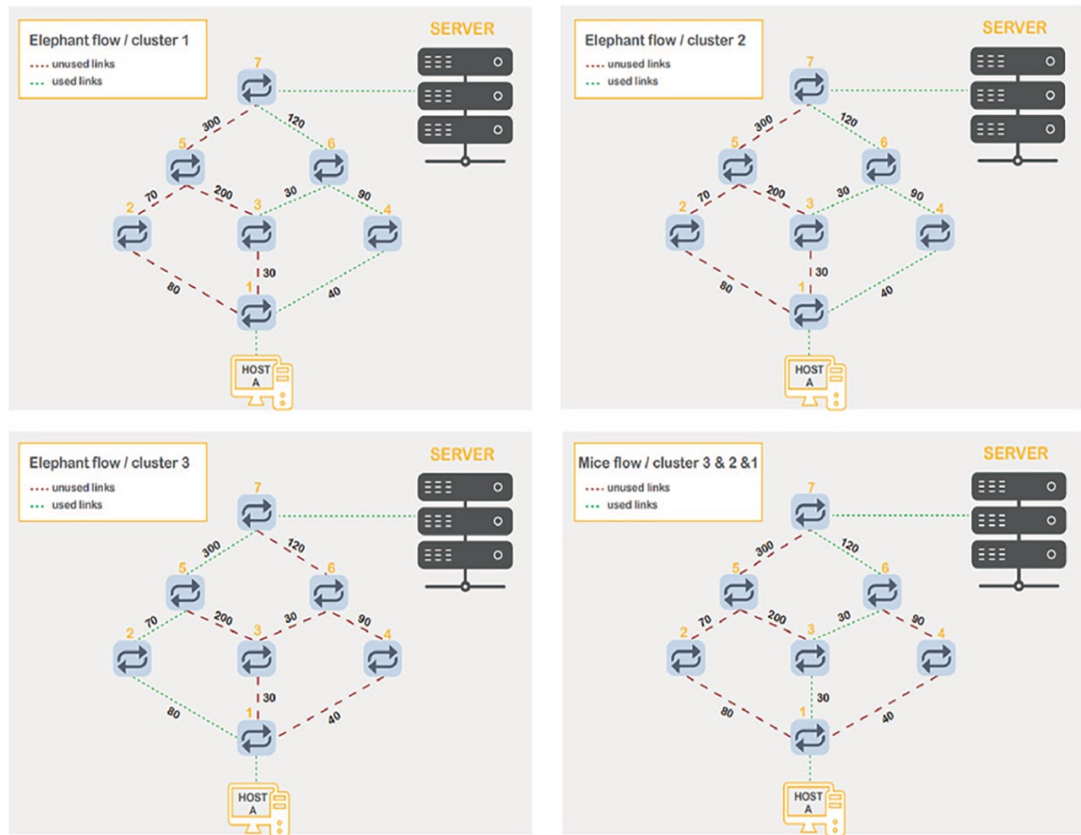 Elephant flow / cluster 1
unused links
used links
SERVER
7
300
120
5
6
70
200
30
90
2
3
4
80
30
40
1
HOST
A
Elephant flow / cluster 2
unused links
used links
SERVER
7
300
120
5
6
70
200
30
90
2
3
4
80
30
40
1
HOST
A
Elephant flow / cluster 3
unused links
used links
SERVER
7
300
120
5
6
70
200
30
90
2
3
4
80
30
40
1
HOST
A
Mice flow / cluster 3 & 2 &1
unused links
used links
SERVER
7
300
120
5
6
70
200
30
90
2
3
4
80
30
40
1
HOST
A